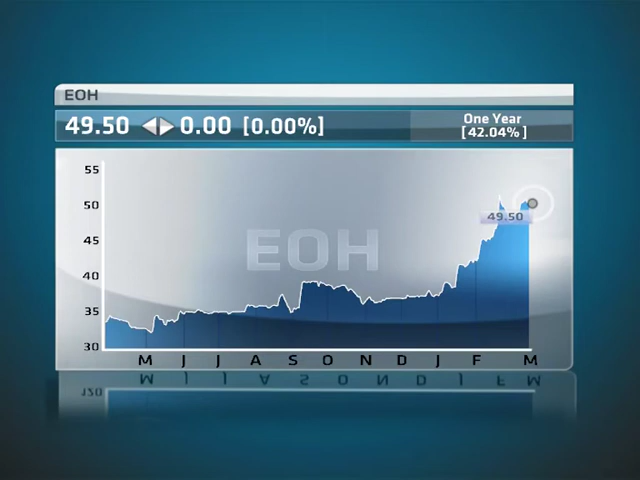 EOH
49.50 0.00 [0.00%]
One Year
[42.04%]
55
50
45
40
35
30
EOH
49.50
M J J A S O N D J F M
M J J A S O N D J F M
120